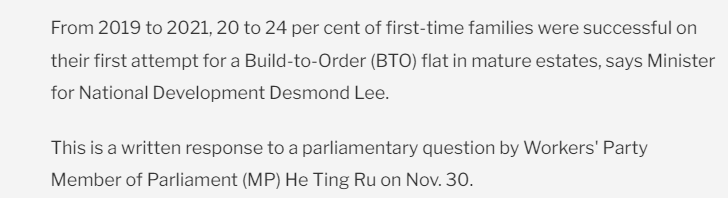 From 2019 to 2021, 20 to 24 per cent of first-time families were successful on
their first attempt for a Build-to-Order (BTO) flat in mature estates, says Minister
for National Development Desmond Lee.
This is a written response to a parliamentary question by Workers' Party
Member of Parliament (MP) He Ting Ru on Nov. 30.